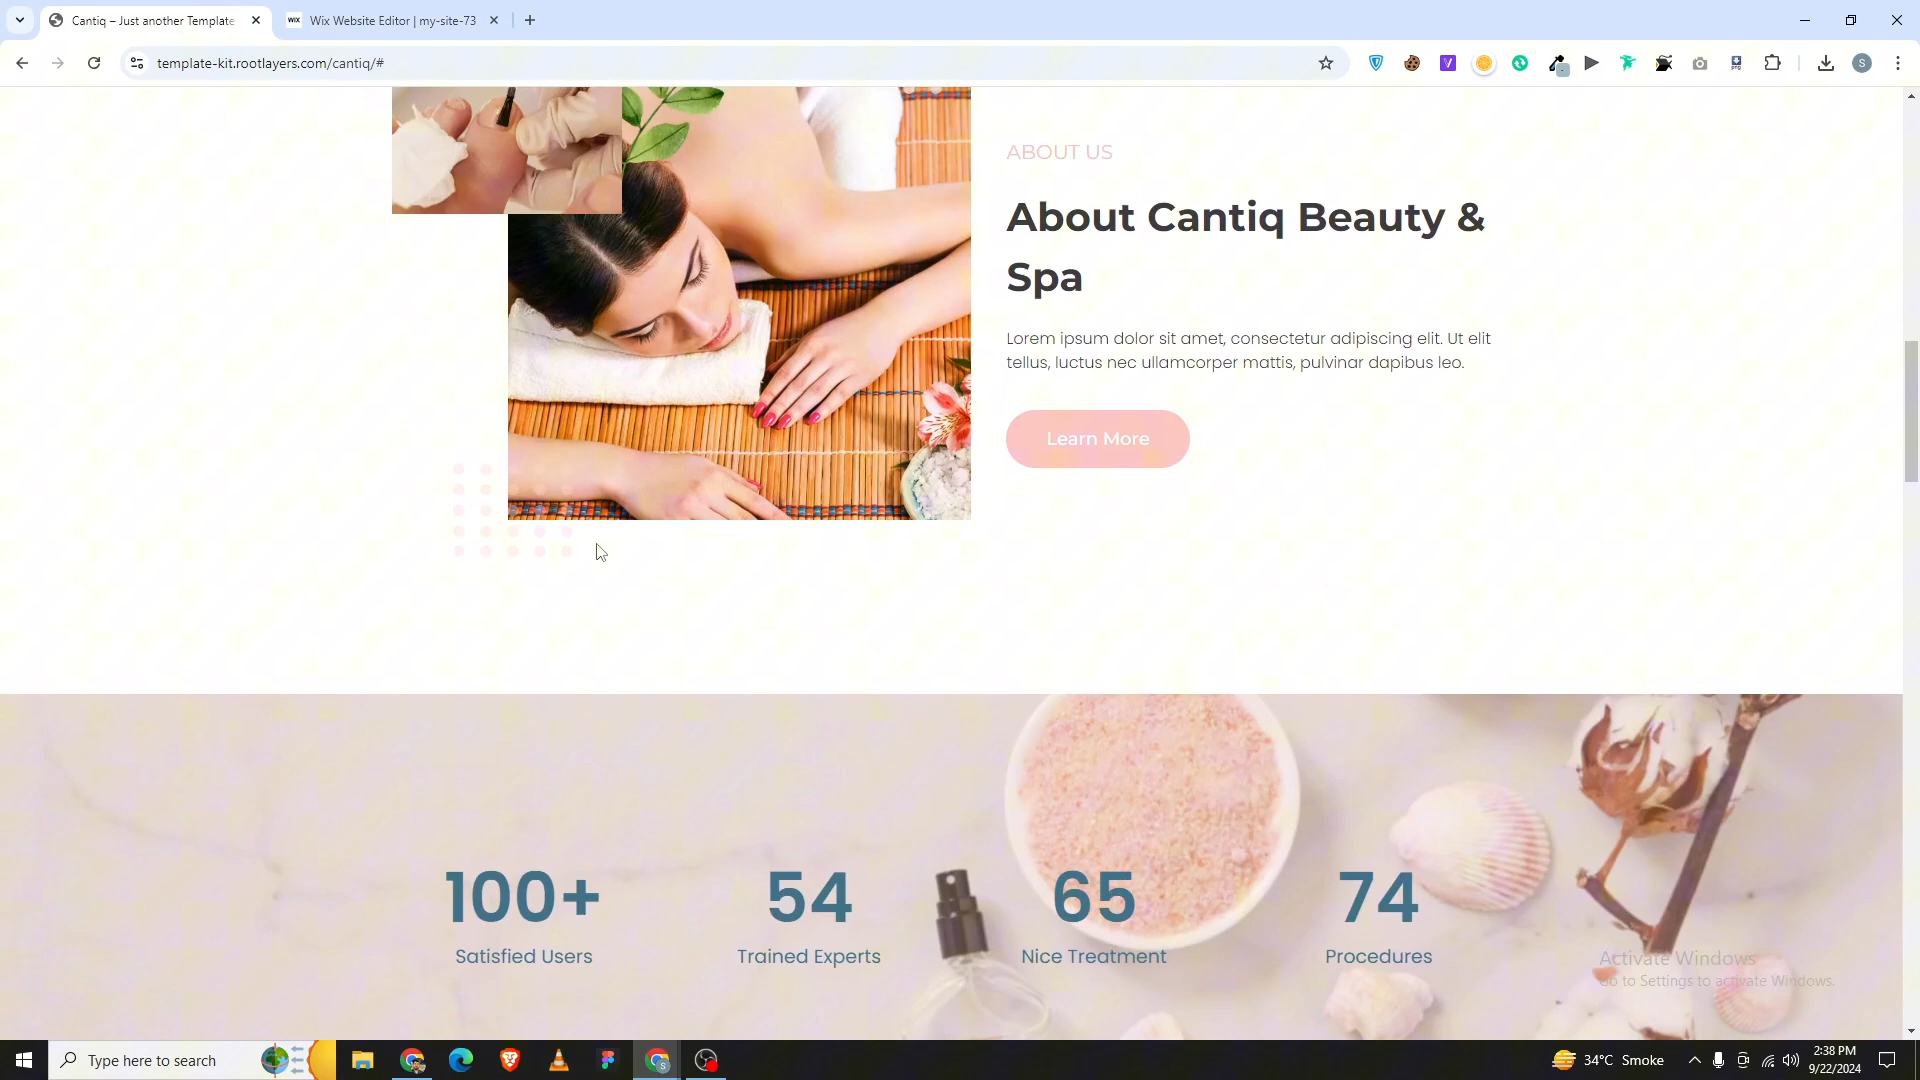 Cantiq – Just another Template
WIX
Wix Website Editor | my-site-73
template-kit.rootlayers.com/cantiq/#
S
ABOUT US
About Cantiq Beauty &
Spa
Lorem ipsum dolor sit amet, consectetur adipiscing elit. Ut elit
tellus, luctus nec ullamcorper mattis, pulvinar dapibus leo.
Learn More
100+
54
65
74
Satisfied Users
Trained Experts
Nice Treatment
Procedures
Activate Windows
Go to Settings to activate Windows.
Type here to search
34°C Smoke
2:38 PM
9/22/2024